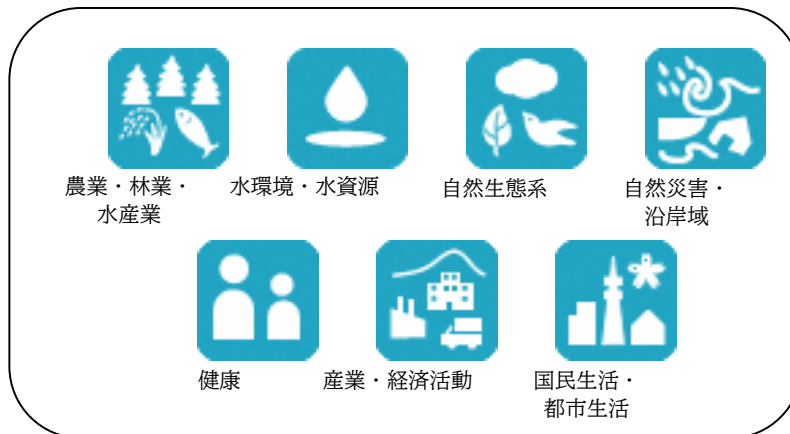 農業・林業・
水産業
水環境・水資源
自然生態系
自然災害・
沿岸域
健康
産業・経済活動
国民生活・
都市生活